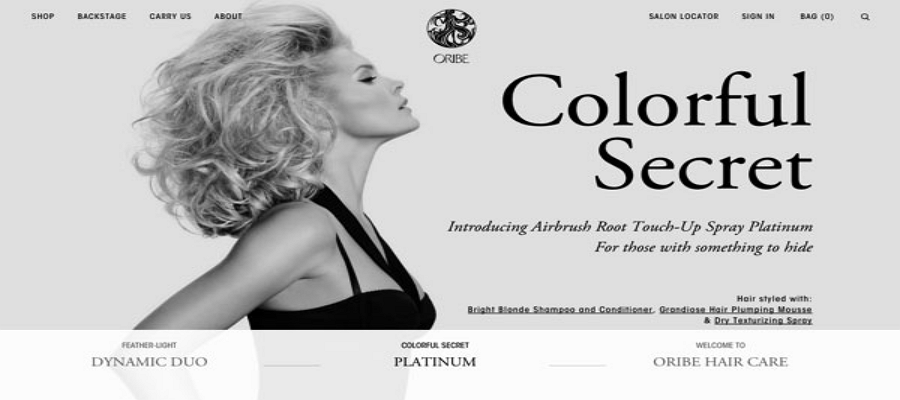 SHOP BACKSTAGE CARRY US ABOUT
SALON LOCATOR SIGN IN BAG (0)
ORIBE
Colorful
Secret
Introducing Airbrush Root Touch-Up Spray Platinum
For those with something to hide
Hair styled with:
Bright Blonde Shampoo and Conditioner, Grandiose Hair Plumping Mousse
& Dry Texturizing Spray
FEATHER-LIGHT
DYNAMIC DUO
COLORFUL SECRET
PLATINUM
WELCOME TO
ORIBE HAIR CARE